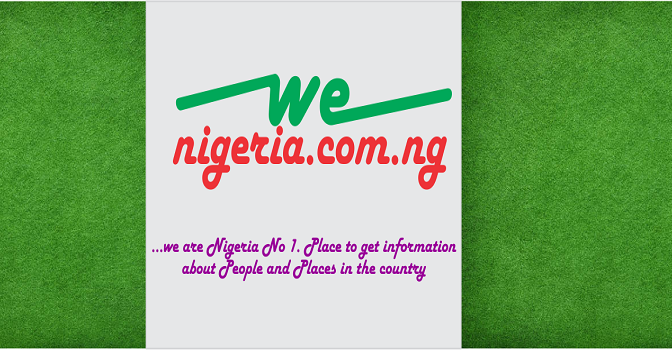 we
nigeria.com.ng
...we are Nigeria No 1. Place to get information
about People and Places in the country